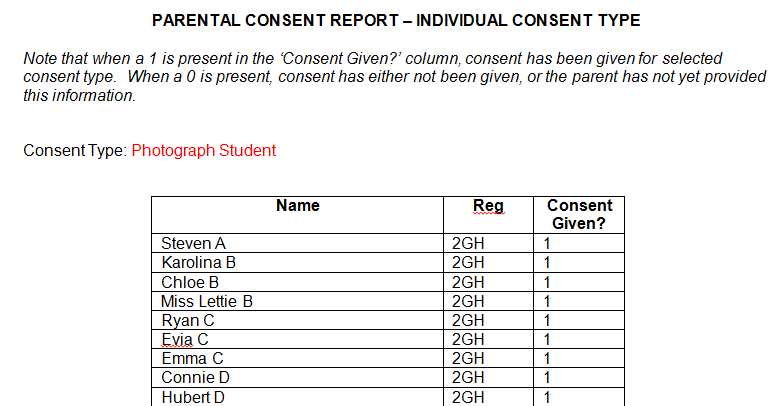 PARENTAL CONSENT REPORT – INDIVIDUAL CONSENT TYPE
Note that when a 1 is present in the ‘Consent Given?’ column, consent has been given for selected
consent type.  When a 0 is present, consent has either not been given, or the parent has not yet provided
this information.
Consent Type: Photograph Student
Name Reg Consent Given?
Steven A 2GH 1
Karolina B 2GH 1
Chloe B 2GH 1
Miss Lettie B 2GH 1
Ryan C 2GH 1
Evia C 2GH 1
Emma C 2GH 1
Connie D 2GH 1
Hubert D 2GH 1